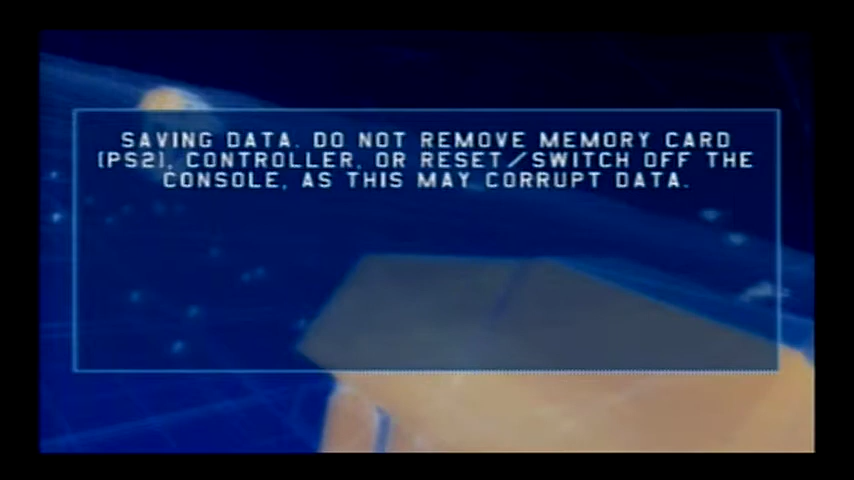 SAVING DATA. DO NOT REMOVE MEMORY CARD
(PS2), CONTROLLER, OR RESET/SWITCH OFF THE
CONSOLE, AS THIS MAY CORRUPT DATA.